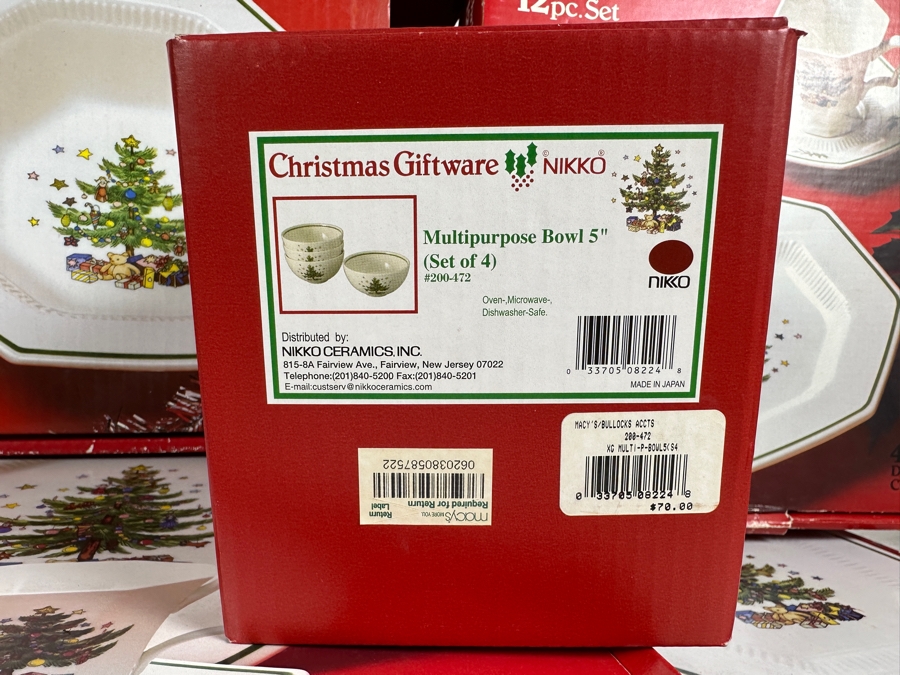 12pc.Set
Christmas Giftware © NIKKO®
Multipurpose Bowl 5"
(Set of 4)
#200-472
NIKKO
Oven-,Microwave-,
Dishwasher-Safe.
Distributed by:
NIKKO CERAMICS, INC.
815-8A Fairview Ave., Fairview, New Jersey 07022
Telephone:(201)840-5200 Fax:(201)840-5201
E-mail:custserv@nikkoceramics.com
0 33705 08224 8
MADE IN JAPAN
MACY'S/BULLOCKS ACCTS
200-472
XG MULTI-P-BOWL5(S4
0 33705 08224 8
$70.00
macy's MORE YOU.
Return
Label
Required for Return
0620380587522